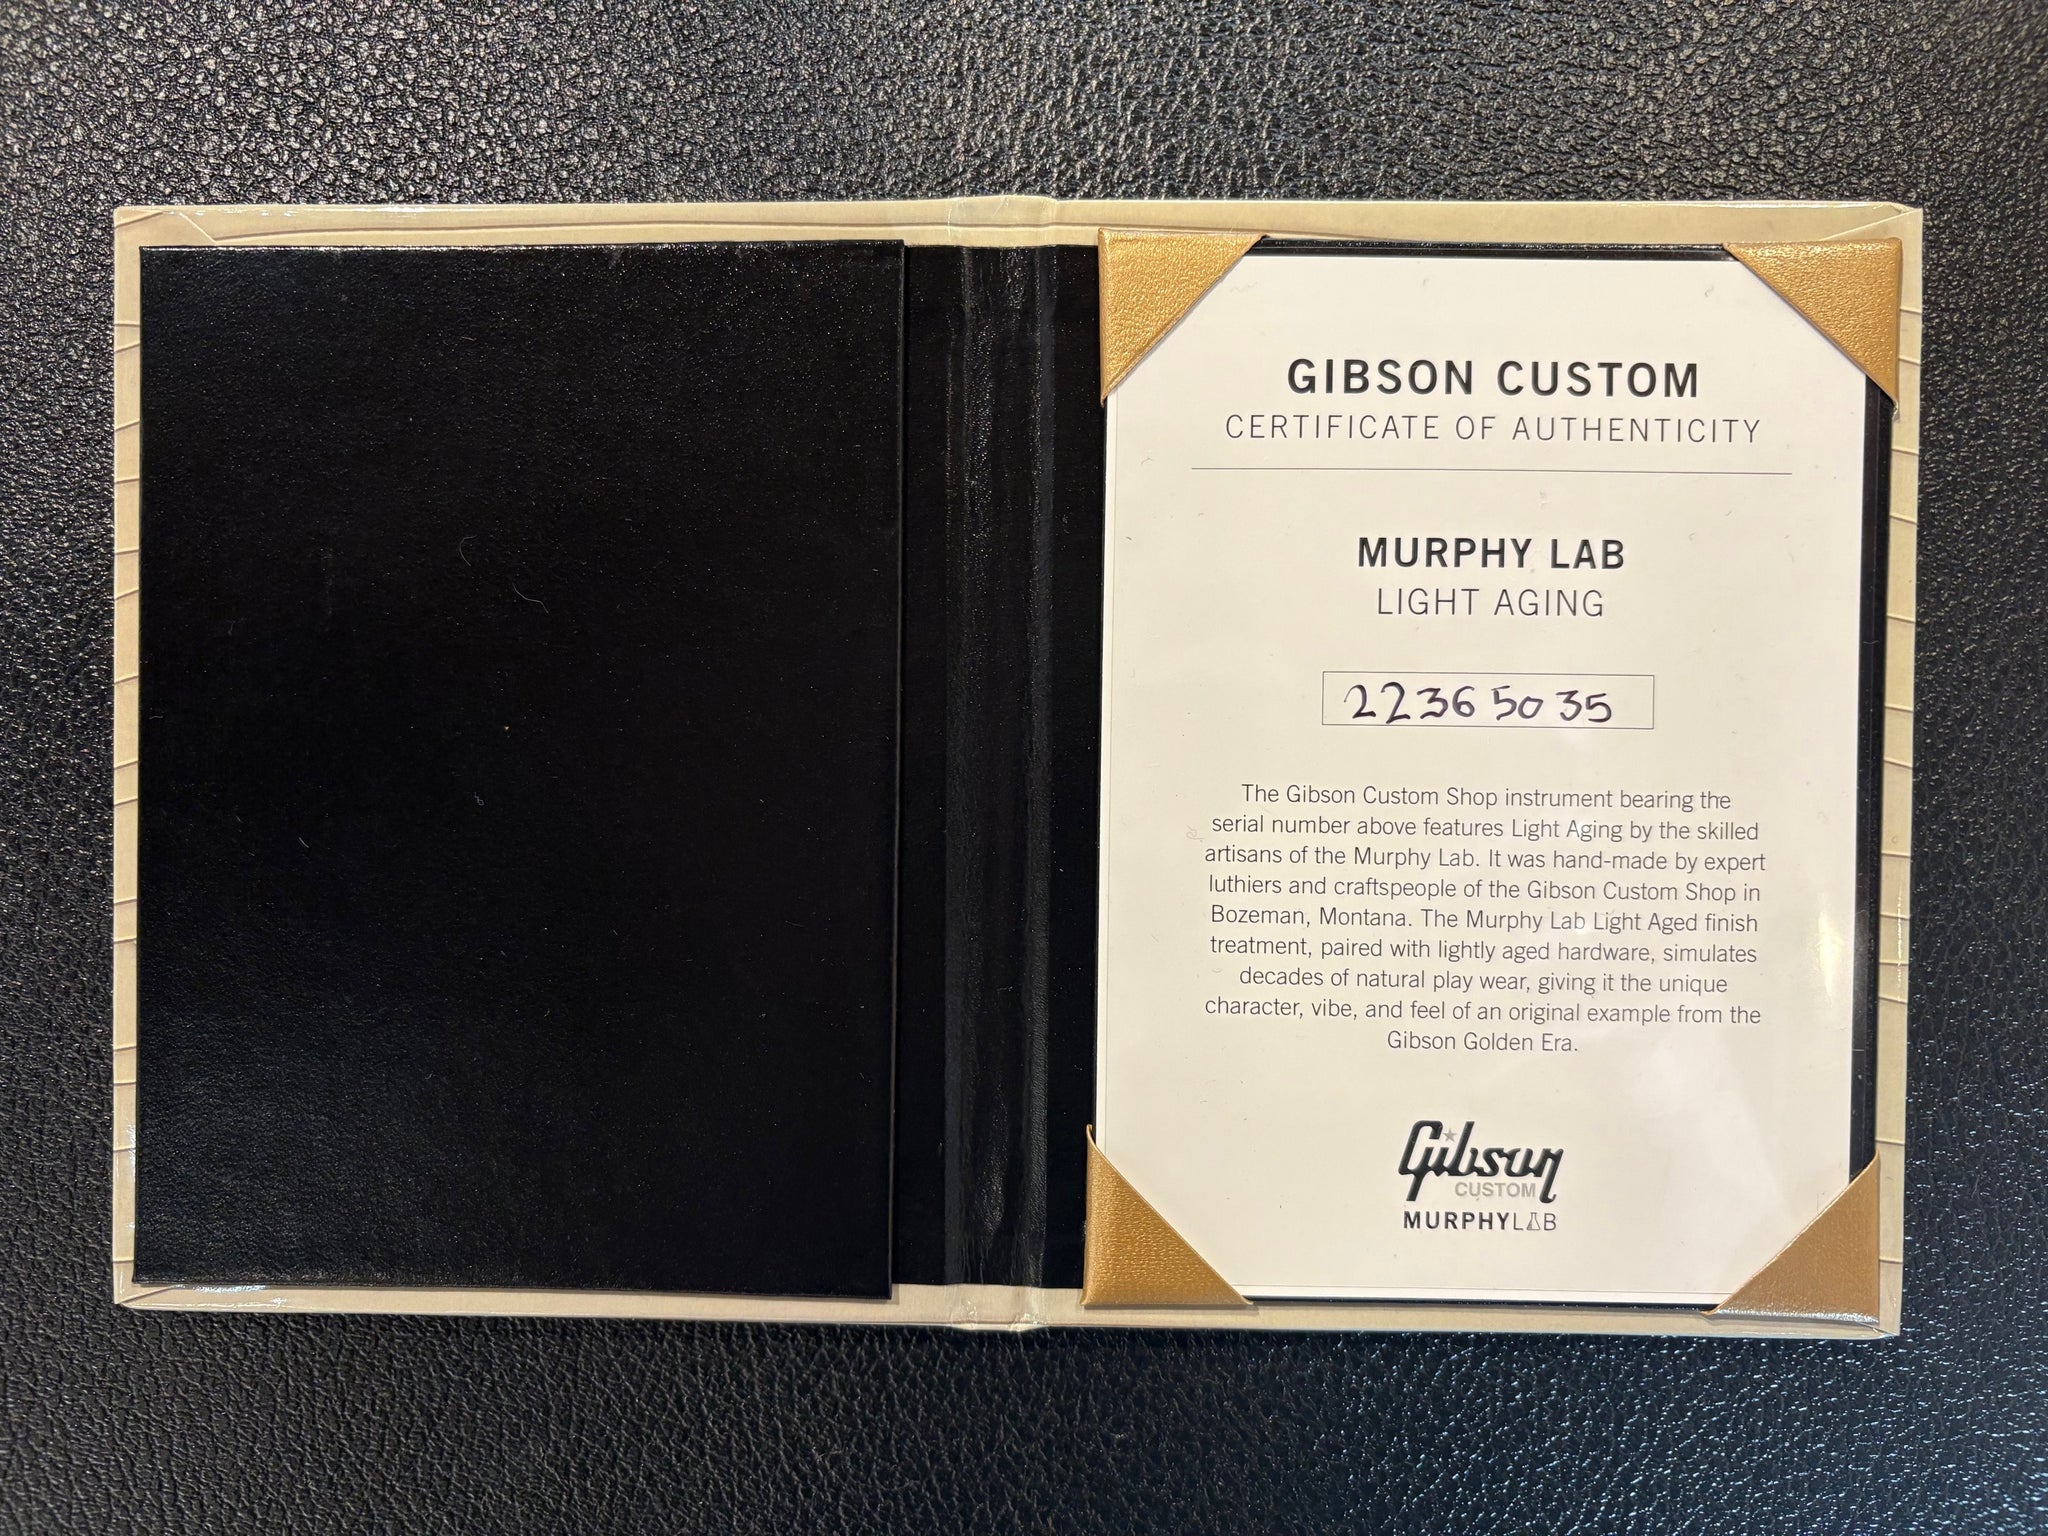 GIBSON CUSTOM
CERTIFICATE OF AUTHENTICITY
MURPHY LAB
LIGHT AGING
22365035
The Gibson Custom Shop instrument bearing the
serial number above features Light Aging by the skilled
artisans of the Murphy Lab. It was hand-made by expert
luthiers and craftspeople of the Gibson Custom Shop in
Bozeman, Montana. The Murphy Lab Light Aged finish
treatment, paired with lightly aged hardware, simulates
decades of natural play wear, giving it the unique
character, vibe, and feel of an original example from the
Gibson Golden Era.
Gibson
CUSTOM
MURPHYLAB